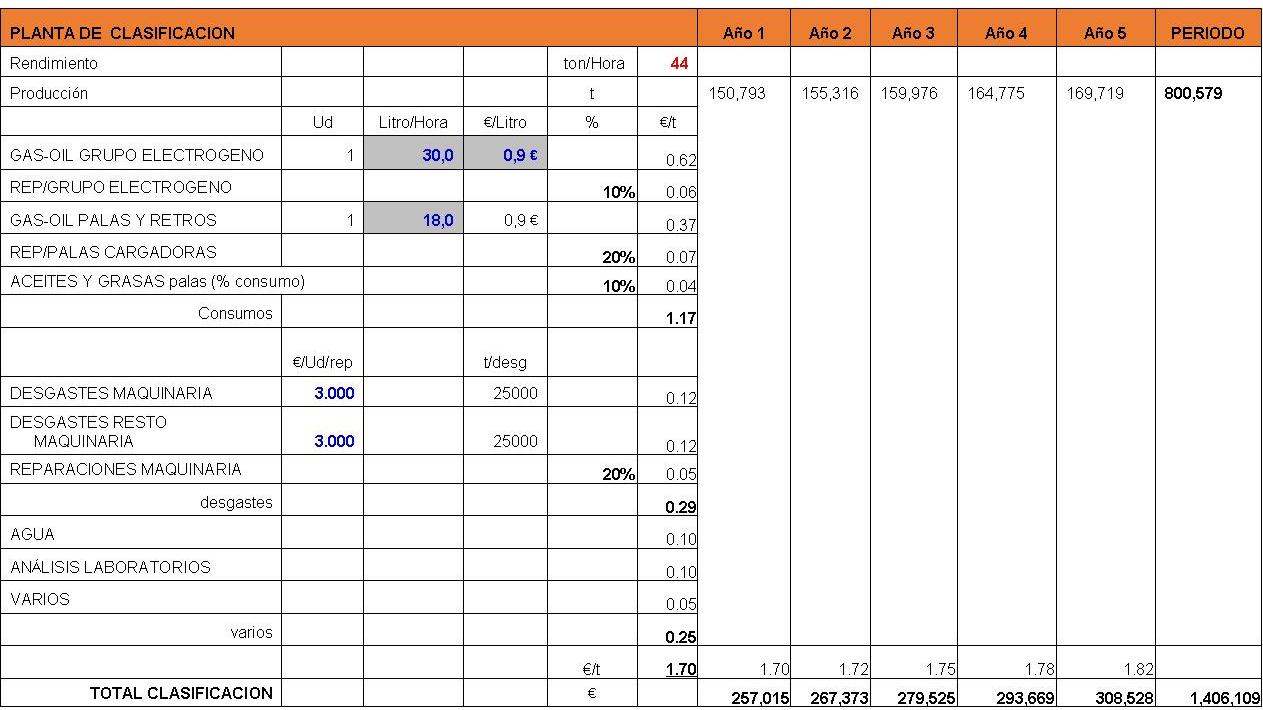 PLANTA DE CLASIFICACION Año 1 Año 2 Año 3 Año 4 Año 5 PERIODO
Rendimiento ton/Hora 44
Producción t 150,793 155,316 159,976 164,775 169,719 800,579
Ud Litro/Hora €/Litro % €/t
GAS-OIL GRUPO ELECTROGENO 1 30,0 0,9 € 0.62
REP/GRUPO ELECTROGENO 10% 0.06
GAS-OIL PALAS Y RETROS 1 18,0 0,9 € 0.37
REP/PALAS CARGADORAS 20% 0.07
ACEITES Y GRASAS palas (% consumo) 10% 0.04
Consumos 1.17
€/Ud/rep t/desg
DESGASTES MAQUINARIA 3.000 25000 0.12
DESGASTES RESTO
MAQUINARIA 3.000 25000 0.12
REPARACIONES MAQUINARIA 20% 0.05
desgastes 0.29
AGUA 0.10
ANÁLISIS LABORATORIOS 0.10
VARIOS 0.05
varios 0.25
€/t 1.70 1.70 1.72 1.75 1.78 1.82
TOTAL CLASIFICACION € 257,015 267,373 279,525 293,669 308,528 1,406,109